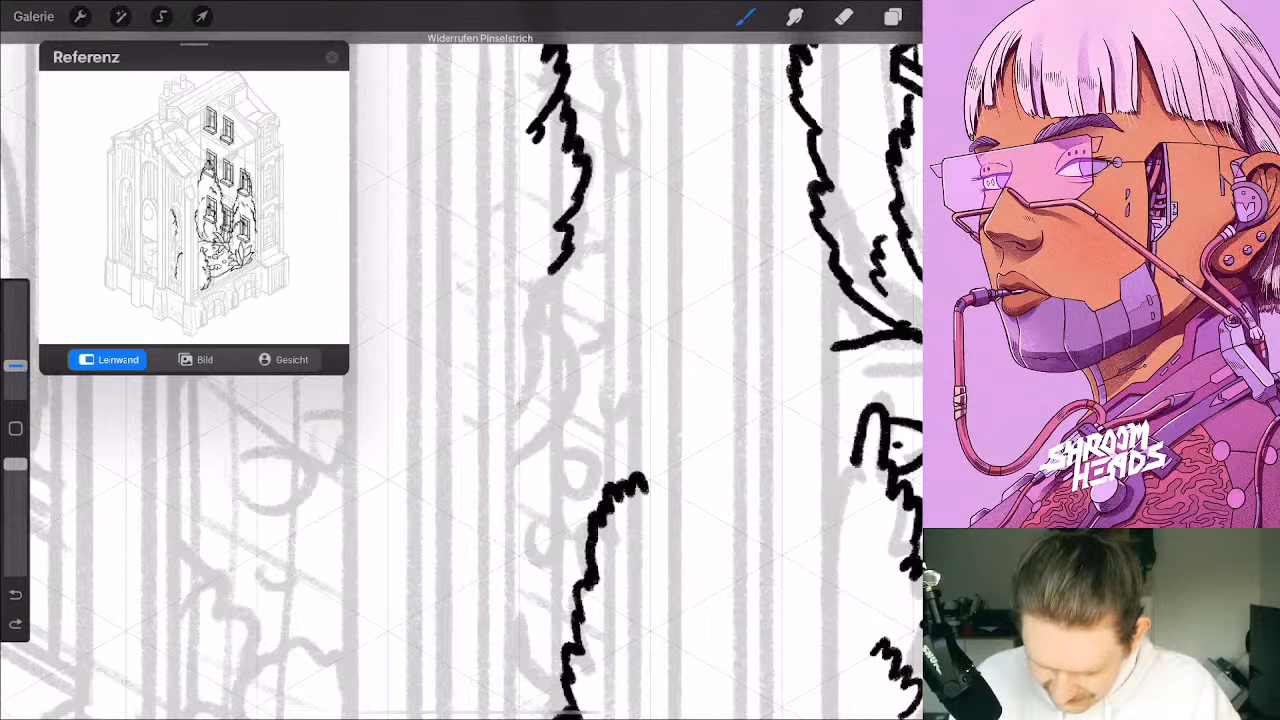 Galerie
Widerrufen Pinselstrich
Referenz
Leinwand
Bild
Gesicht
SHROOM
HEADS